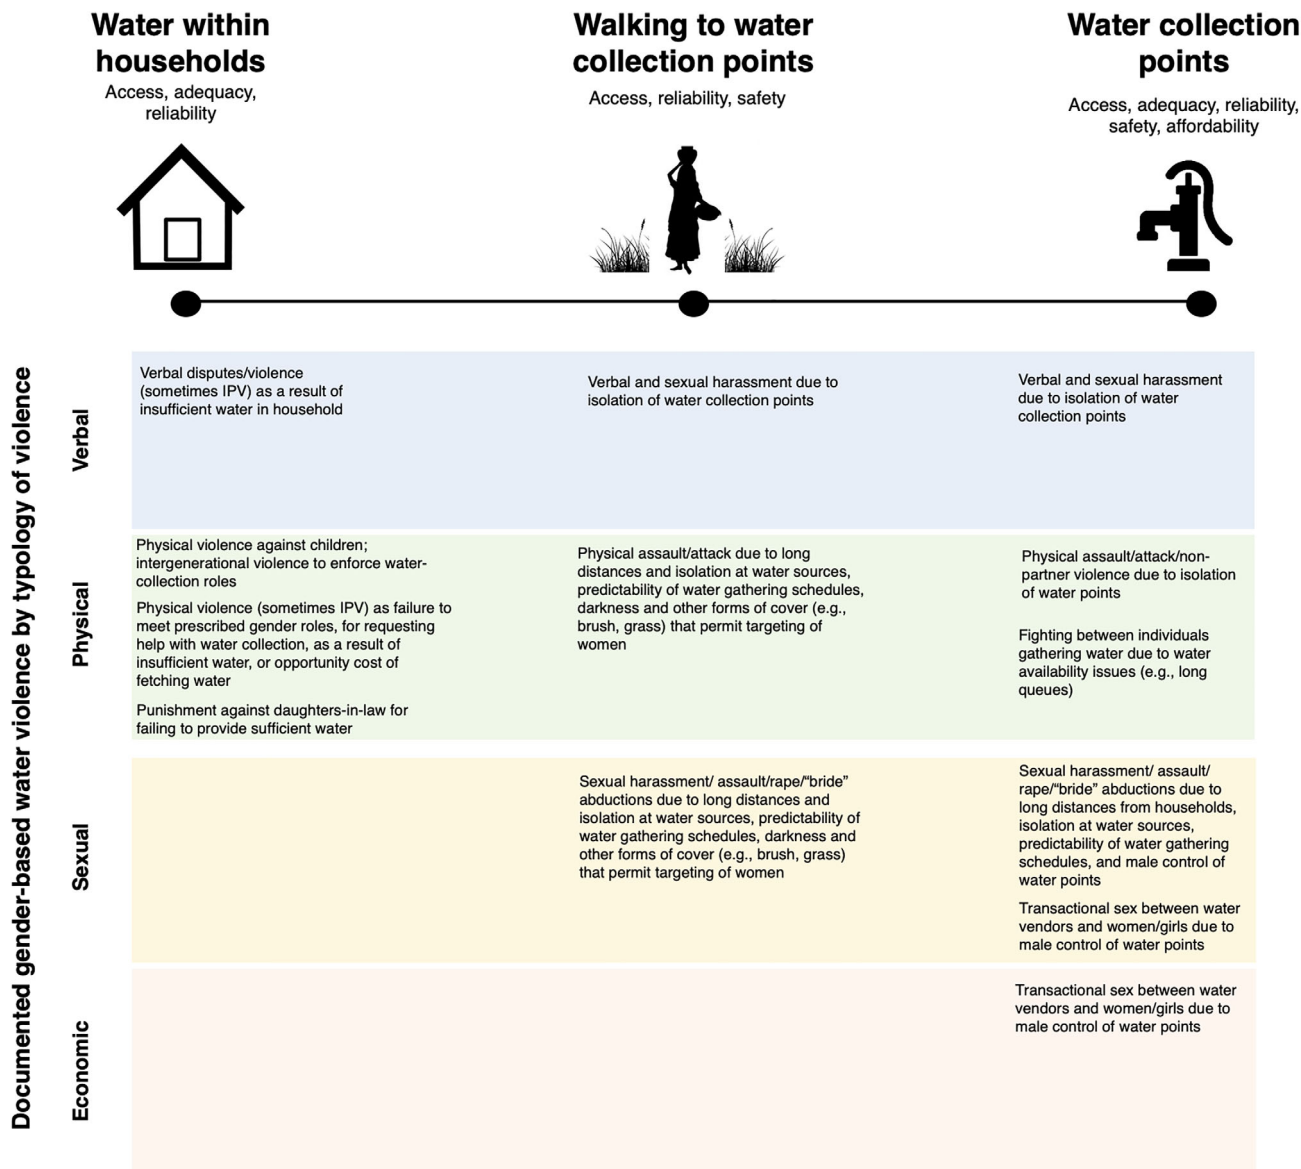 Water within
households
Access, adequacy,
reliability
Walking to water
collection points
Access, reliability, safety
Water collection
points
Access, adequacy, reliability,
safety, affordability
Documented gender-based water violence by typology of violence
Verbal
Verbal disputes/violence
(sometimes IPV) as a result of
insufficient water in household
Verbal and sexual harassment due to
isolation of water collection points
Verbal and sexual harassment
due to isolation of water
collection points
Physical
Physical violence against children;
intergenerational violence to enforce water-
collection roles
Physical violence (sometimes IPV) as failure to
meet prescribed gender roles, for requesting
help with water collection, as a result of
insufficient water, or opportunity cost of
fetching water
Punishment against daughters-in-law for
failing to provide sufficient water
Physical assault/attack due to long
distances and isolation at water sources,
predictability of water gathering schedules,
darkness and other forms of cover (e.g.,
brush, grass) that permit targeting of
women
Physical assault/attack/non-
partner violence due to isolation
of water points
Fighting between individuals
gathering water due to water
availability issues (e.g., long
queues)
Sexual
Sexual harassment/ assault/rape/“bride”
abductions due to long distances and
isolation at water sources, predictability of
water gathering schedules, darkness and
other forms of cover (e.g., brush, grass)
that permit targeting of women
Sexual harassment/ assault/
rape/“bride” abductions due to
long distances from households,
isolation at water sources,
predictability of water gathering
schedules, and male control of
water points
Transactional sex between water
vendors and women/girls due to
male control of water points
Economic
Transactional sex between water
vendors and women/girls due to
male control of water points